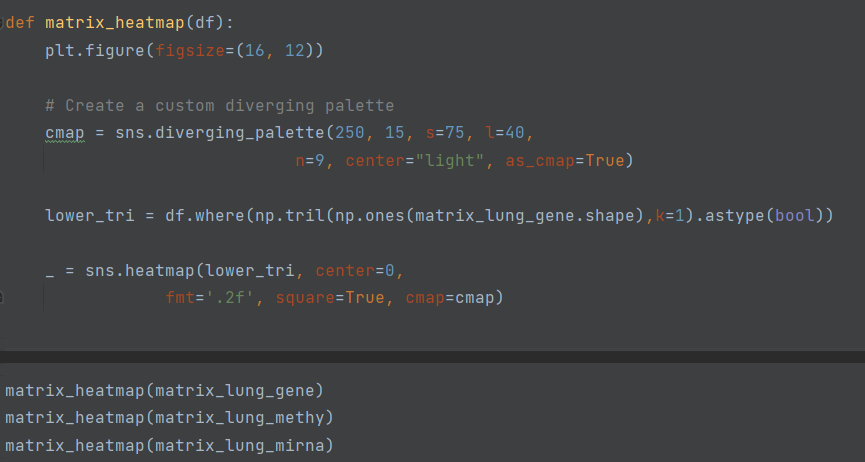 def matrix_heatmap(df):
    plt.figure(figsize=(16, 12))
    # Create a custom diverging palette
    cmap = sns.diverging_palette(250, 15, s=75, l=40,
                             n=9, center="light", as_cmap=True)
    lower_tri = df.where(np.tril(np.ones(matrix_lung_gene.shape),k=1).astype(bool))
    _ = sns.heatmap(lower_tri, center=0,
                fmt='.2f', square=True, cmap=cmap)
matrix_heatmap(matrix_lung_gene)
matrix_heatmap(matrix_lung_methy)
matrix_heatmap(matrix_lung_mirna)